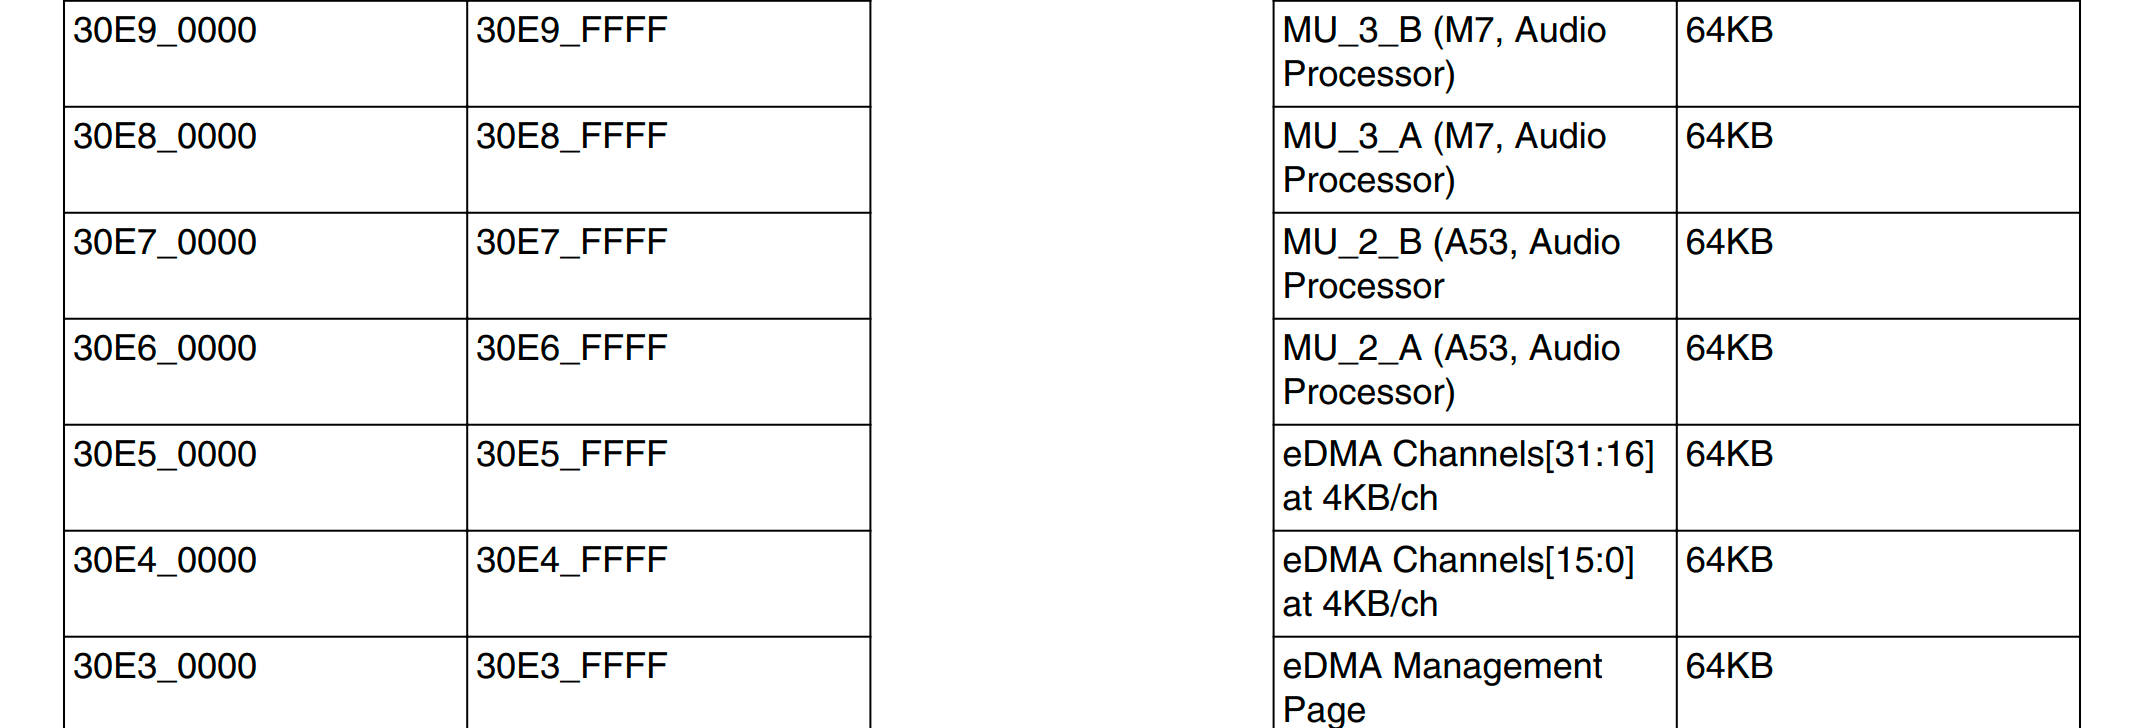 30E9_0000 30E9_FFFF MU_3_B (M7, Audio 64KB
Processor)
30E8_0000 30E8_FFFF MU_3_A (M7, Audio 64KB
Processor)
30E7_0000 30E7_FFFF MU_2_B (A53, Audio 64KB
Processor
30E6_0000 30E6_FFFF MU_2_A (A53, Audio 64KB
Processor)
30E5_0000 30E5_FFFF eDMA Channels[31:16] 64KB
at 4KB/ch
30E4_0000 30E4_FFFF eDMA Channels[15:0] 64KB
at 4KB/ch
30E3_0000 30E3_FFFF eDMA Management 64KB
Page